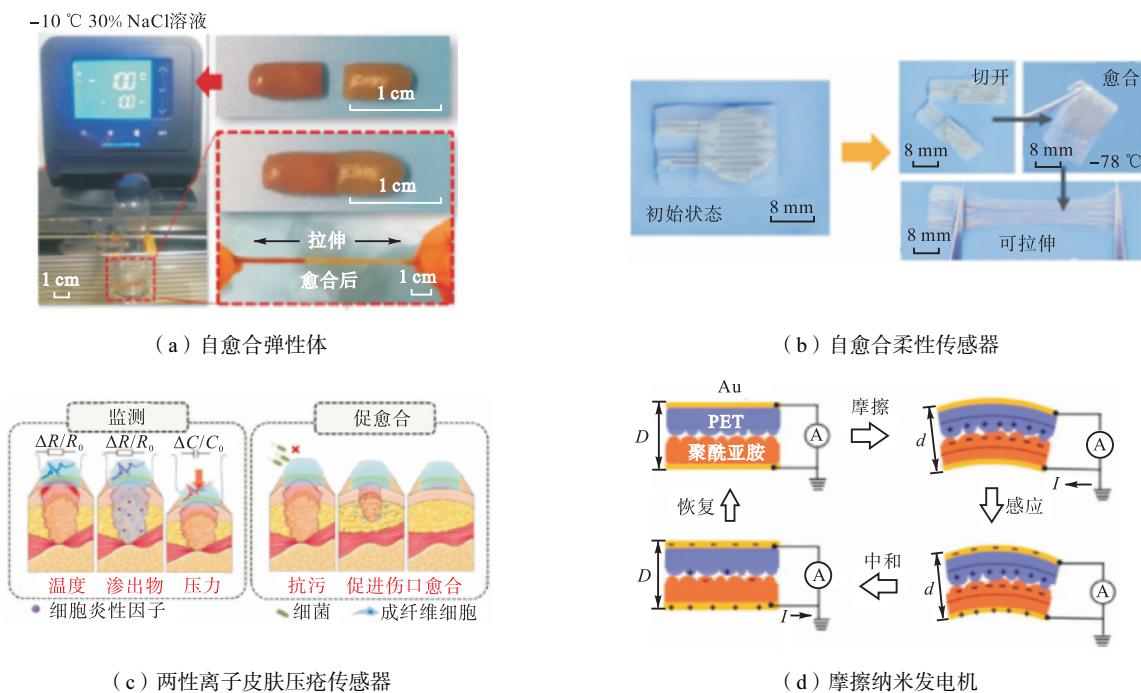 −10 ℃ 30% NaCl溶液
1 cm
1 cm
拉伸
愈合后
1 cm
1 cm
(a)自愈合弹性体
初始状态
8 mm
切开
8 mm
愈合
8 mm
−78 ℃
8 mm
可拉伸
(b)自愈合柔性传感器
监测
ΔR/R0
ΔR/R0
ΔC/C0
温度
渗出物
压力
细胞炎性因子
促愈合
抗污
促进伤口愈合
细菌
成纤维细胞
(c)两性离子皮肤压疮传感器
Au
D
PET
聚酰亚胺
A
摩擦
d
A
I
恢复
感应
D
A
I
中和
d
A
(d)摩擦纳米发电机